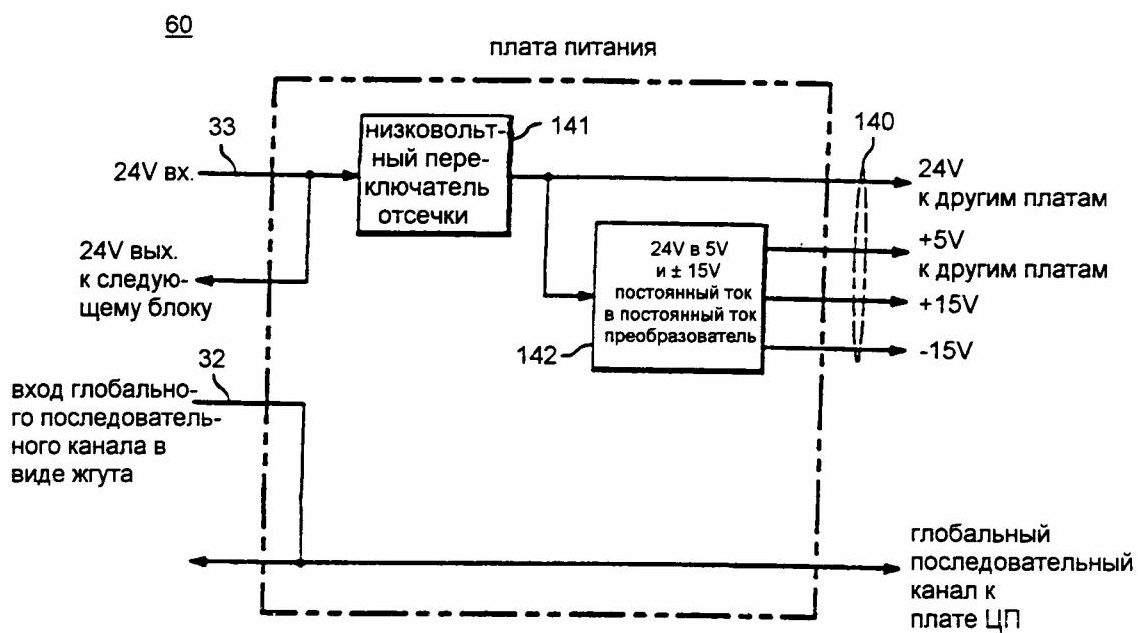 60
плата питания
33
24V вх.
низковольт-
ный пере-
ключатель
отсечки
141
140
24V
к другим платам
24V вых.
к следую-
щему блоку
24V в 5V
и ± 15V
постоянный ток
в постоянный ток
преобразователь
142
+5V
к другим платам
+15V
-15V
32
вход глобально-
го последователь-
ного канала в
виде жгута
глобальный
последовательный
канал к
плате ЦП